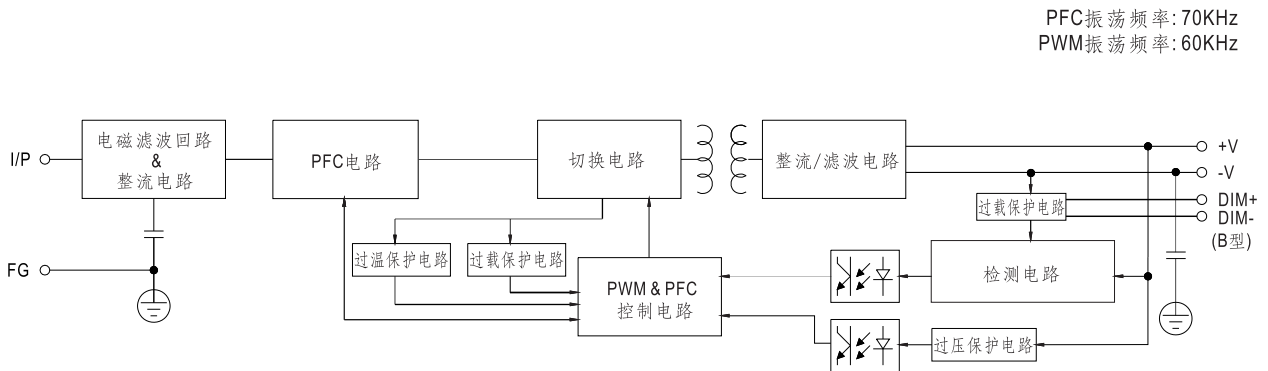 PFC振荡频率:70KHz
PWM振荡频率:60KHz
I/P
电磁滤波回路
&
整流电路
PFC电路
切换电路
整流/滤波电路
+V
-V
DIM+
DIM-
(B型)
过载保护电路
FG
过温保护电路
过载保护电路
PWM & PFC
控制电路
检测电路
过压保护电路